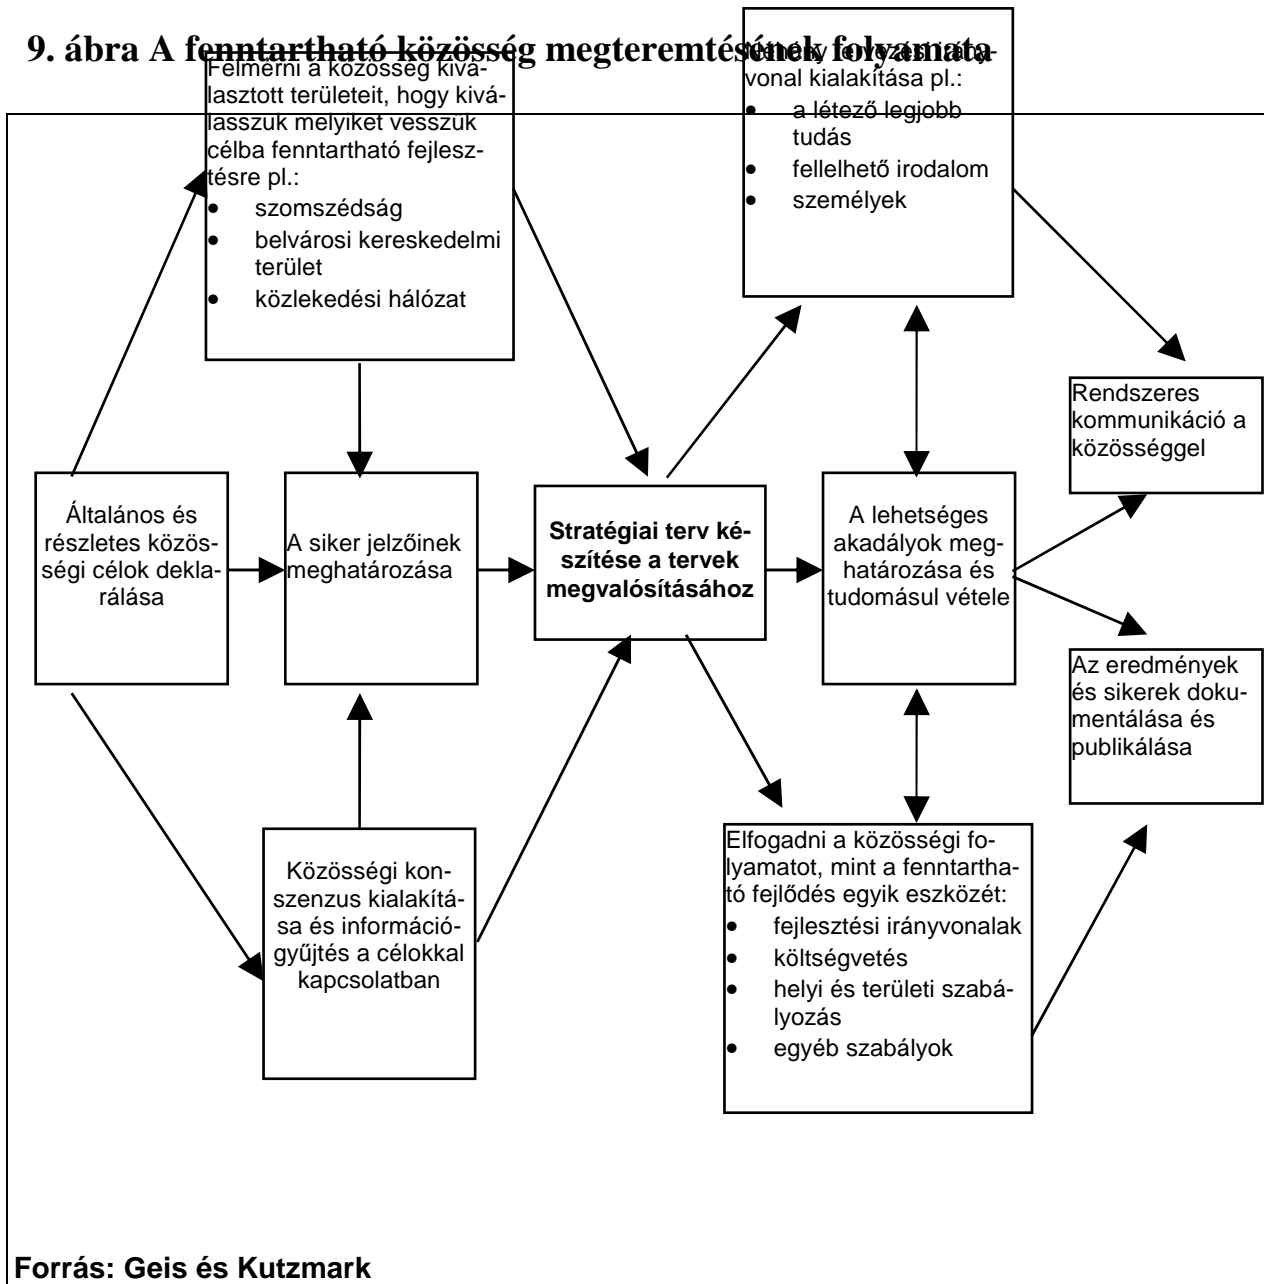 9. ábra A fenntartható közösség megteremtésének folyamata
Felmérni a közösség kivá-
lasztott területeit, hogy kivá-
lasszuk melyiket vesszük
célba fenntartható fejlesz-
tésre pl.:
• szomszédság
• belvárosi kereskedelmi
terület
• közlekedési hálózat
Néhány tervezési irány-
vonal kialakítása pl.:
• a létező legjobb
tudás
• fellelhető irodalom
• személyek
Általános és
részletes közös-
ségi célok dekla-
rálása
A siker jelzőinek
meghatározása
Stratégiai terv ké-
szítése a tervek
megvalósításához
A lehetséges
akadályok meg-
határozása és
tudomásul vétele
Rendszeres
kommunikáció a
közösséggel
Az eredmények
és sikerek doku-
mentálása és
publikálása
Közösségi kon-
szenzus kialakítá-
sa és információ-
gyűjtés a célokkal
kapcsolatban
Elfogadni a közösségi fo-
lyamatot, mint a fenntartha-
tó fejlődés egyik eszközét:
• fejlesztési irányvonalak
• költségvetés
• helyi és területi szabá-
lyozás
• egyéb szabályok
Forrás: Geis és Kutzmark